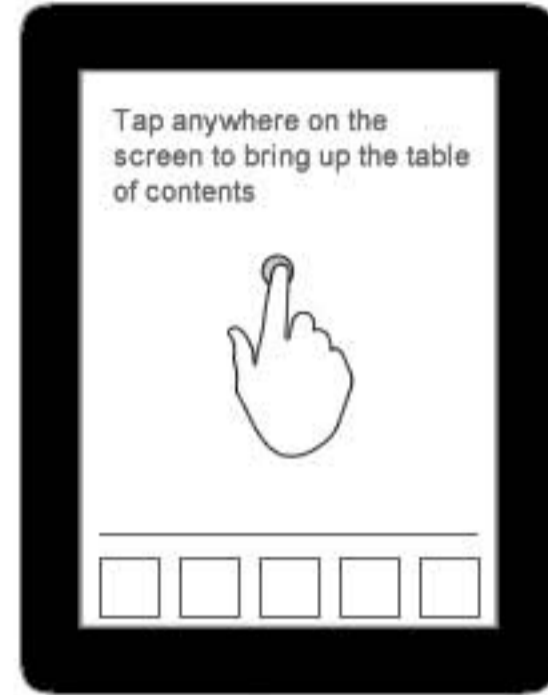 Tap anywhere on the
screen to bring up the table
of contents